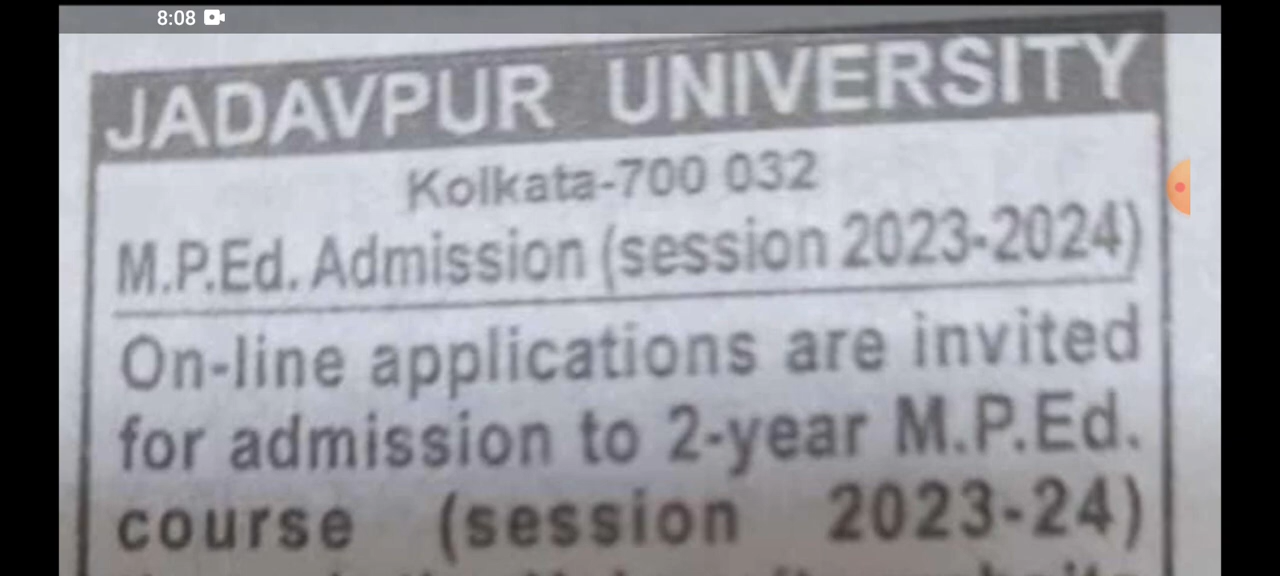 8:08
JADAVPUR UNIVERSITY
Kolkata-700 032
M.P.Ed. Admission (session 2023-2024)
On-line applications are invited
for admission to 2-year M.P.Ed.
course (session 2023-24)